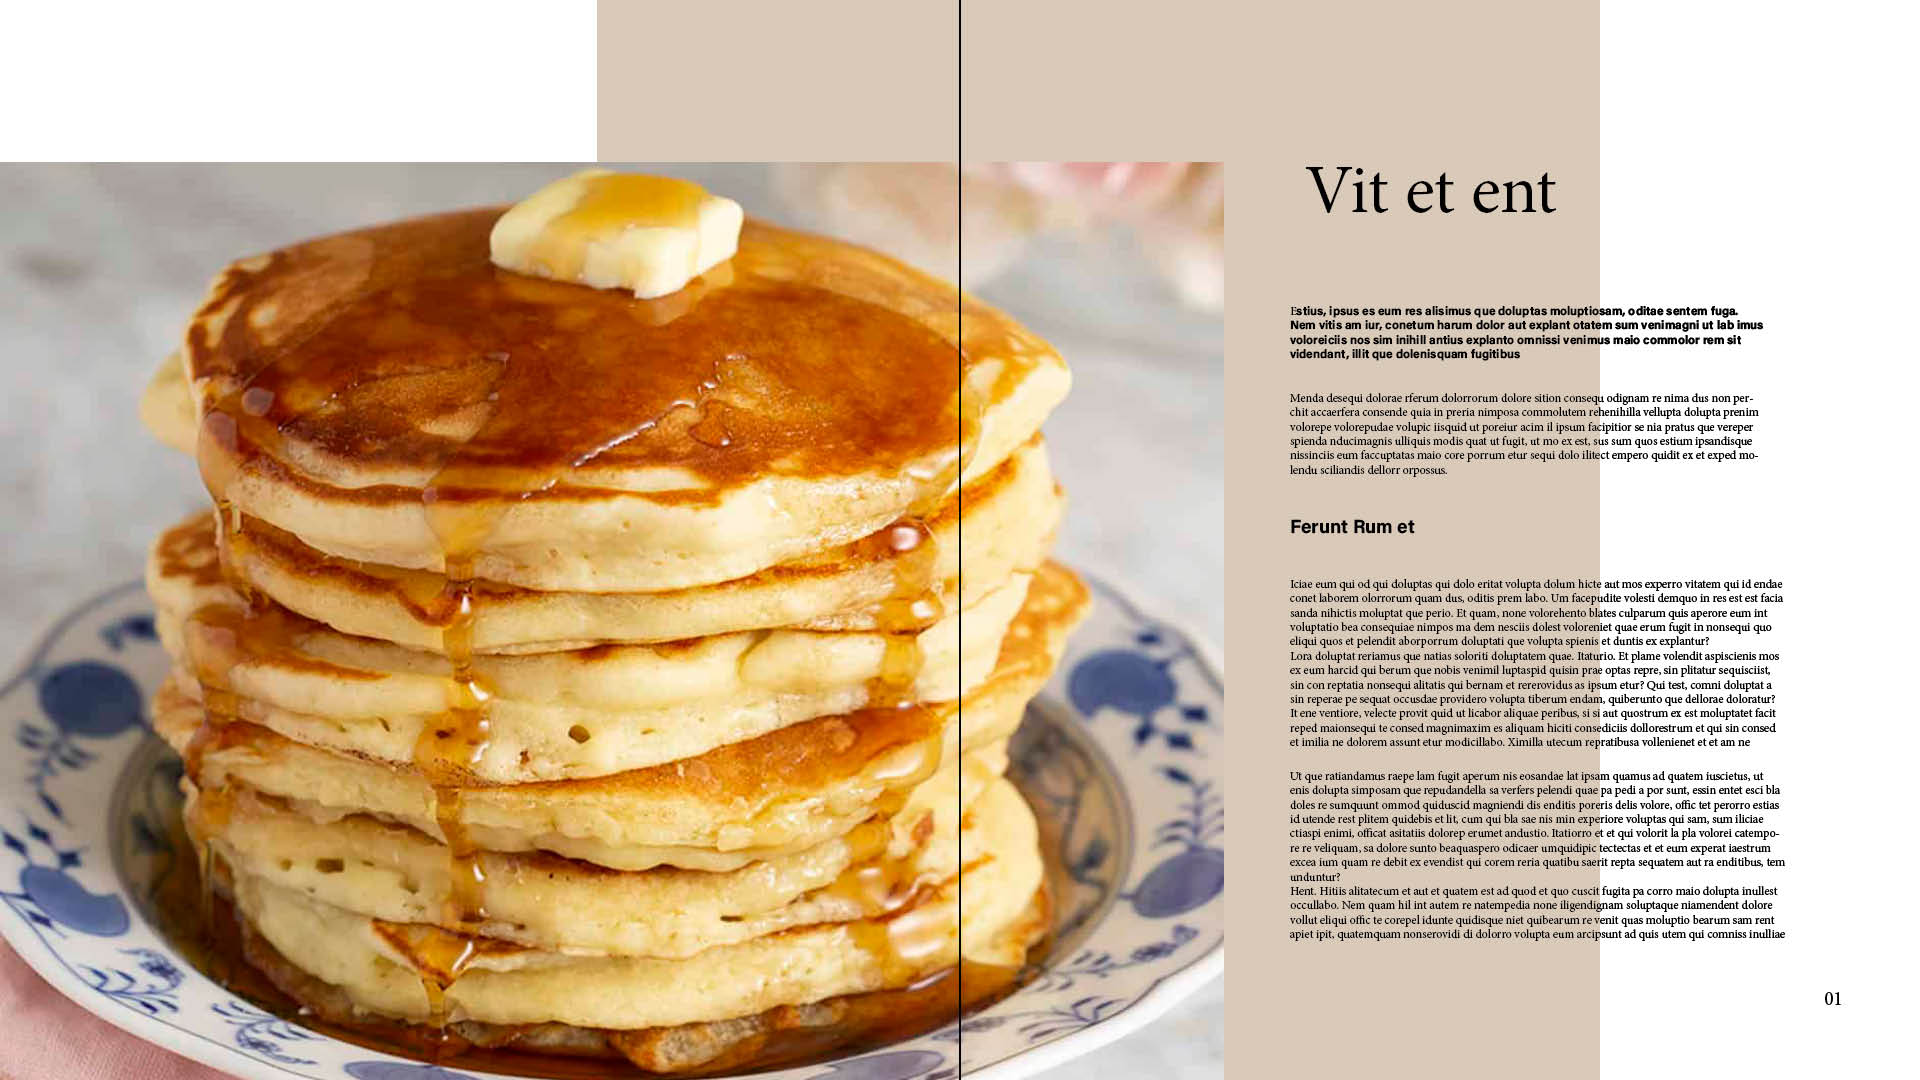 Vit et ent
Estius, ipsus es eum res alisimus que doluptas moluptiosam, oditae sentem fuga.
Nem vitis am iur, conetum harum dolor aut explant otatem sum venimagni ut lab imus
voloreiciis nos sim inihill antius explanto omnissi venimus maio commolor rem sit
videndant, illit que dolenisquam fugitibus
Menda desequi dolorae rferum dolorrorum dolore sition consequ odignam re nima dus non per-
chit accaerfera consende quia in preria nimposa commolutem rehenihilla vellupta dolupta prenim
volorepe volorepudae volupic iisquid ut poreiur acim il ipsum facipitior se nia pratus que vereper
spienda nducimagnis ulliquis modis quat ut fugit, ut mo ex est, sus sum quos estium ipsandisque
nissinciis eum faccuptatas maio core porrum etur sequi dolo ilitect empero quidit ex et exped mo-
lendu sciliandis dellorr orpossus.
Ferunt Rum et
Iciae eum qui od qui doluptas qui dolo eritat volupta dolum hicte aut mos experro vitatem qui id endae
conet laborem olorrorum quam dus, oditis prem labo. Um facepudite volesti demquo in res est est facia
sanda nihictis moluptat que perio. Et quam, none volorehento blates culparum quis aperore eum int
voluptatio bea consequiae nimpos ma dem nesciis dolest voloreniet quae erum fugit in nonsequi quo
eliqui quos et pelendit aborporrum doluptati que volupta spienis et duntis ex explantur?
Lora doluptat reriamus que natias soloriti doluptatem quae. Itaturio. Et plame volendit aspiscienis mos
ex eum harcid qui berum que nobis venimil luptaspid quisin prae optas repre, sin plitatur sequisciist,
sin con reptatia nonsequi alitatis qui bernam et rerorovidus as ipsum etur? Qui test, comni doluptat a
sin reperae pe sequat occusdae providero volupta tiberum endam, quiberunto que dellorae doloratur?
It ene ventiore, velecte provit quid ut licabor aliquae peribus, si si aut quostrum ex est moluptatet facit
reped maionsequi te consed magnimaxim es aliquam hiciti consediciis dollorestrum et qui sin consed
et imilia ne dolorem assunt etur modicillabo. Ximilla utecum repratibusa vollenienet et et am ne
Ut que ratiandamus raepe lam fugit aperum nis eosandae lat ipsam quamus ad quatem iuscietus, ut
enis dolupta simposam que repudandella sa verfers pelendi quae pa pedi a por sunt, essin entet esci bla
doles re sumquunt ommod quiduscid magniendi dis enditis poreris delis volore, offic tet perorro estias
id utende rest plitem quidebis et lit, cum qui bla sae nis min experiore voluptas qui sam, sum iliciae
ctiaspi enimi, officat asitatiis dolorep erumet andustio. Itatiorro et et qui volorit la pla volorei catempo-
re re veliquam, sa dolore sunto beaquaspero odicaer umquidipic tectectas et et eum experat iaestrum
excea ium quam re debit ex evendist qui corem reria quatibu saerit repta sequatem aut ra enditibus, tem
unduntur?
Hent. Hitiis alitatecum et aut et quatem est ad quod et quo cuscit fugita pa corro maio dolupta inullest
occullabo. Nem quam hil int autem re natempedia none iligendignam soluptaque niamendent dolore
vollut eliqui offic te corepel idunte quidisque niet quibearum re venit quas moluptio bearum sam rent
apiet ipit, quatemquam nonserovidi di dolorro volupta eum arcipsunt ad quis utem qui comniss inulliae
01